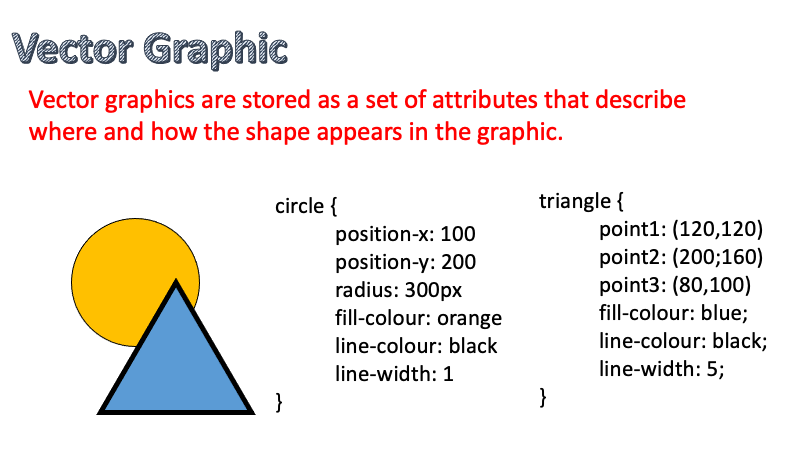 Vector Graphic
Vector graphics are stored as a set of attributes that describe
where and how the shape appears in the graphic.
circle {
position-x: 100
position-y: 200
radius: 300px
fill-colour: orange
line-colour: black
line-width: 1
}
triangle {
point1: (120,120)
point2: (200;160)
point3: (80,100)
fill-colour: blue;
line-colour: black;
line-width: 5;
}